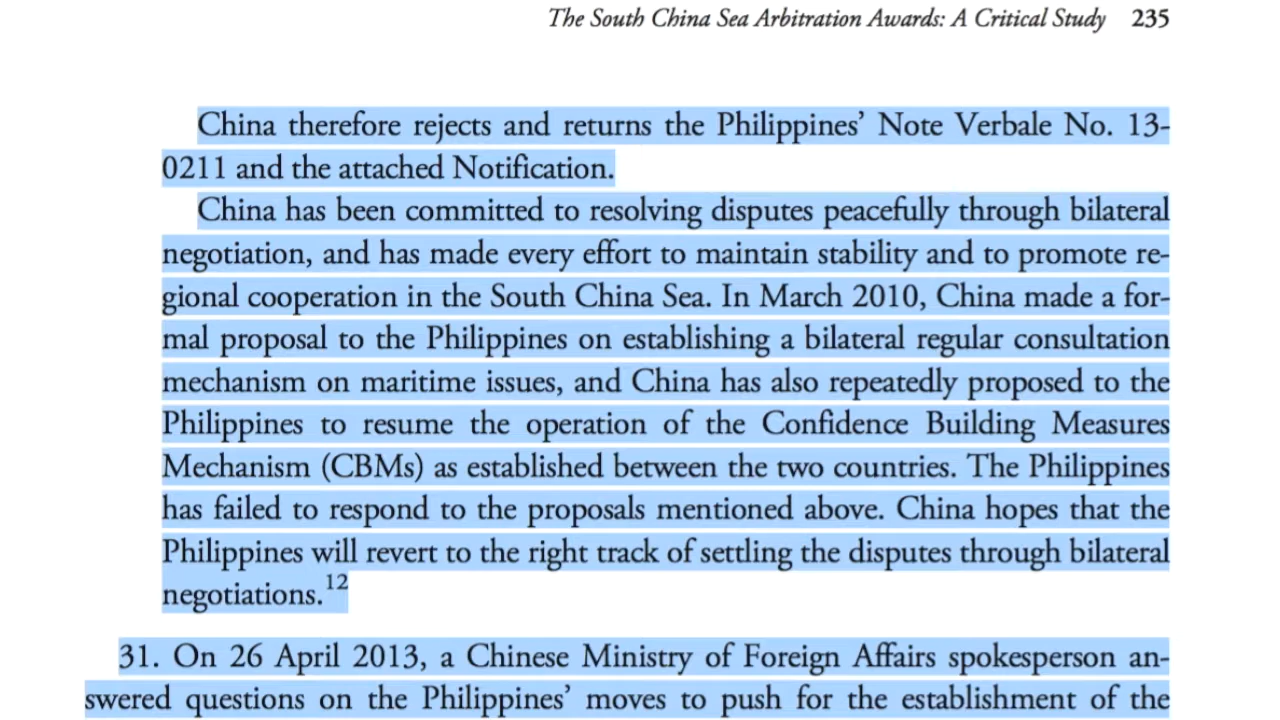 The South China Sea Arbitration Awards: A Critical Study 235
China therefore rejects and returns the Philippines’ Note Verbale No. 13-
0211 and the attached Notification.
China has been committed to resolving disputes peacefully through bilateral
negotiation, and has made every effort to maintain stability and to promote re-
gional cooperation in the South China Sea. In March 2010, China made a for-
mal proposal to the Philippines on establishing a bilateral regular consultation
mechanism on maritime issues, and China has also repeatedly proposed to the
Philippines to resume the operation of the Confidence Building Measures
Mechanism (CBMs) as established between the two countries. The Philippines
has failed to respond to the proposals mentioned above. China hopes that the
Philippines will revert to the right track of settling the disputes through bilateral
negotiations.12
31. On 26 April 2013, a Chinese Ministry of Foreign Affairs spokesperson an-
swered questions on the Philippines’ moves to push for the establishment of the